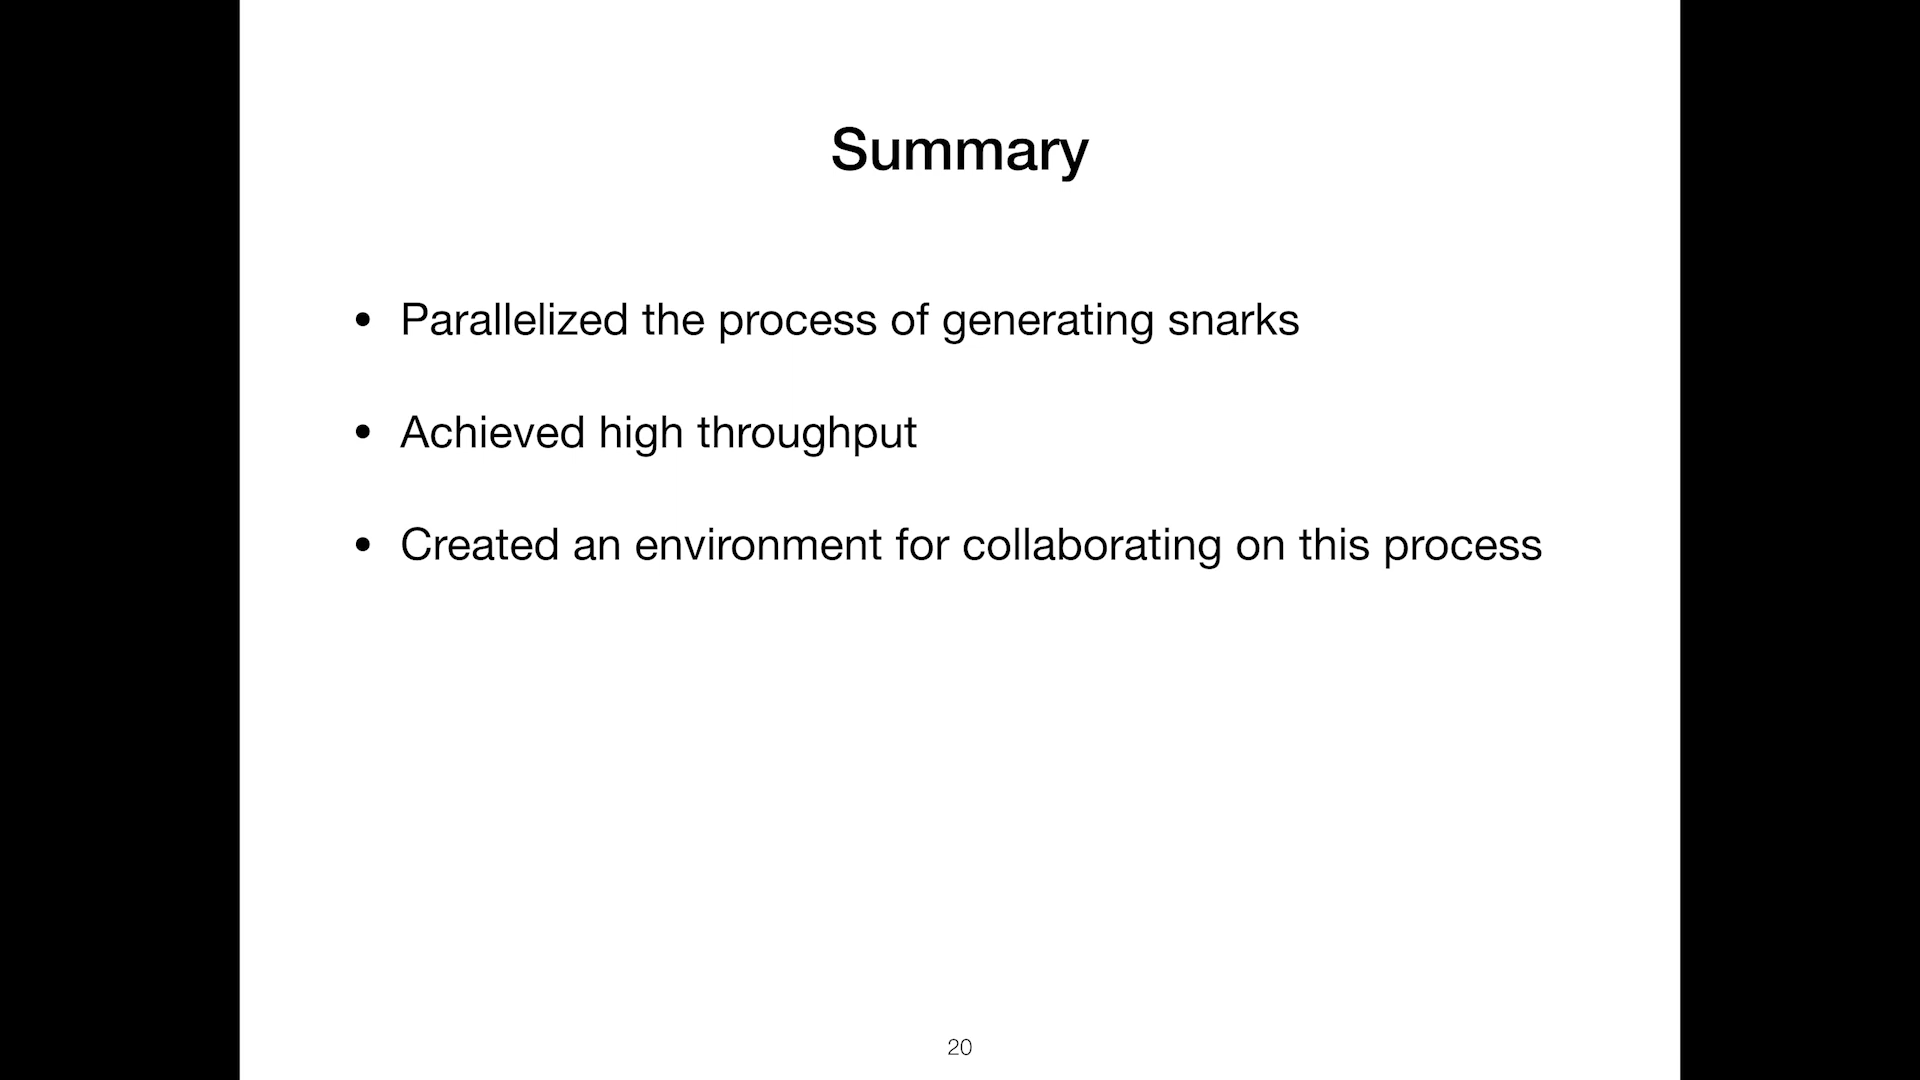 Summary
• Parallelized the process of generating snarks
• Achieved high throughput
• Created an environment for collaborating on this process
20